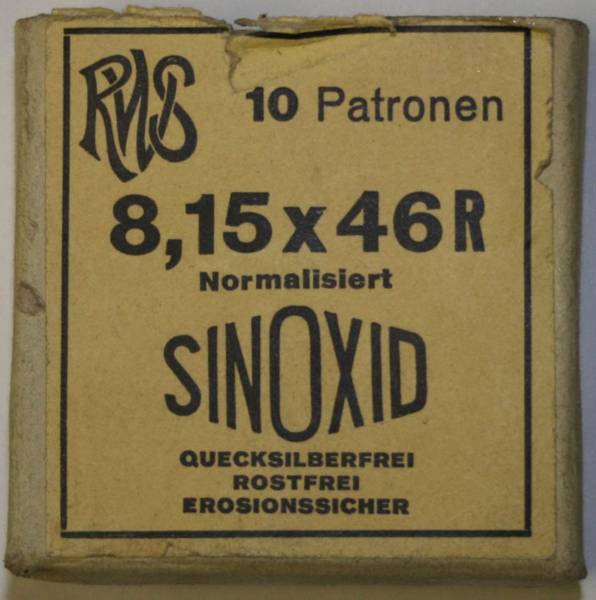 RWS
10 Patronen
8,15x46R
Normalisiert
SINOXID
QUECKSILBERFREI
ROSTFREI
EROSIONSSICHER